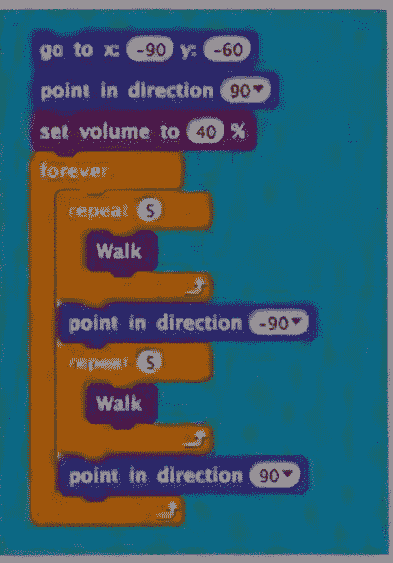 go to x: -90 y: -60
point in direction 90
set volume to 40 %
forever
repeat 5
Walk
point in direction -90
repeat 5
Walk
point in direction 90